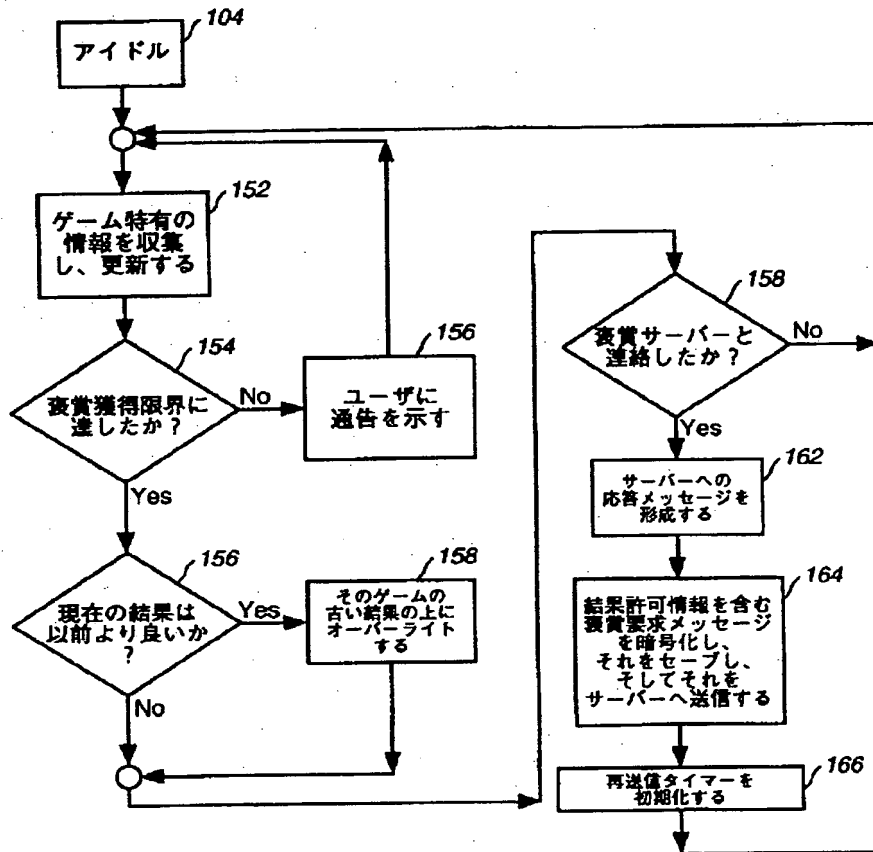 104
アイドル
152
ゲーム特有の
情報を収集
し、更新する
154
褒賞獲得限界に
達したか？
No
Yes
156
ユーザに
通告を示す
156
現在の結果は
以前より良いか
？
Yes
No
158
そのゲームの
古い結果の上に
オーバーライト
する
158
褒賞サーバーと
連絡したか？
No
Yes
162
サーバーへの
応答メッセージを
形成する
164
結果許可情報を含む
褒賞要求メッセージ
を暗号化し、
それをセーブし、
そしてそれを
サーバーへ送信する
166
再送信タイマーを
初期化する